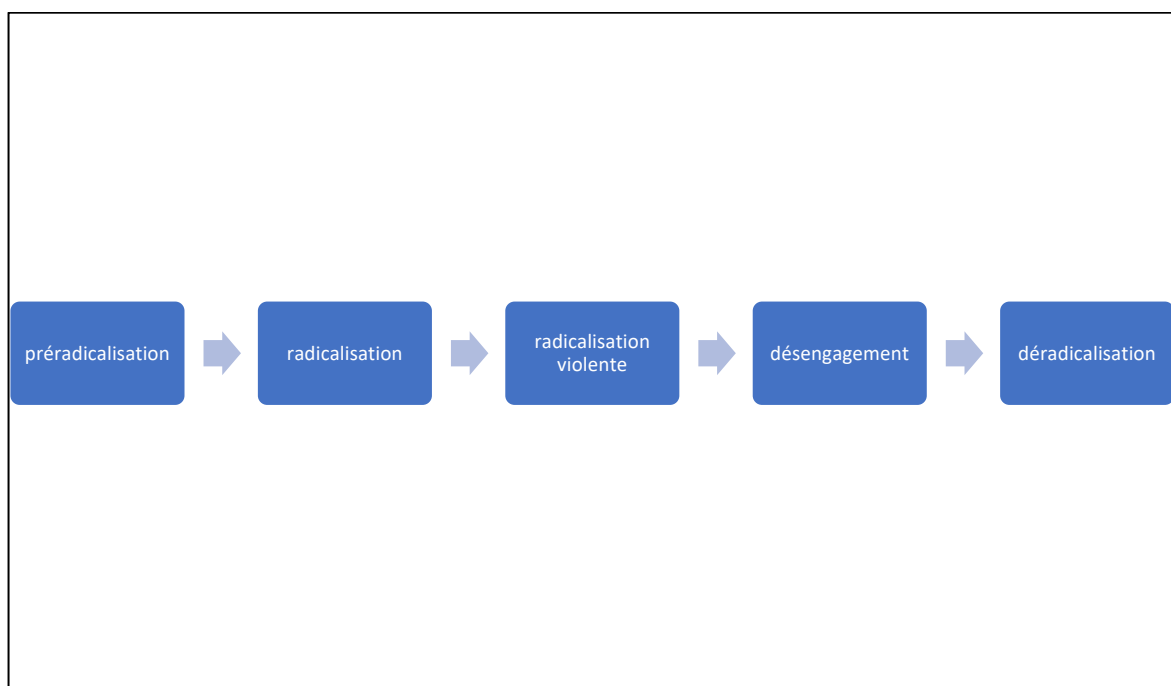 préradicalisation
radicalisation
radicalisation
violente
désengagement
déradicalisation